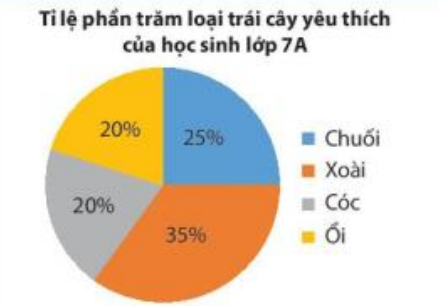 Tỉ lệ phần trăm loại trái cây yêu thích
của học sinh lớp 7A
20%
25%
20%
35%
Chuối
Xoài
Cóc
Ổi